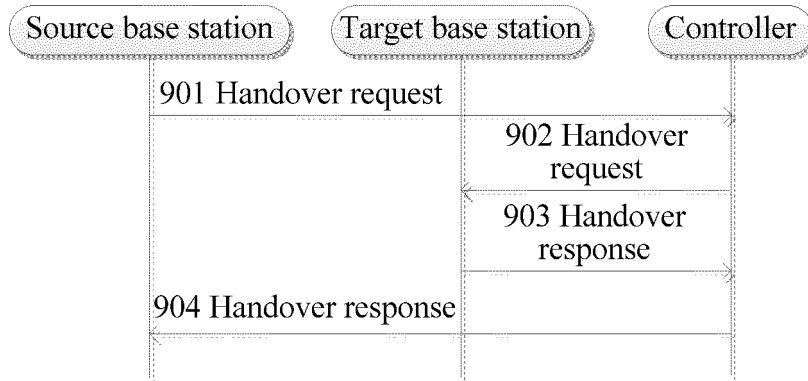 Source base station
Target base station
Controller
901 Handover request
902 Handover
request
903 Handover
response
904 Handover response